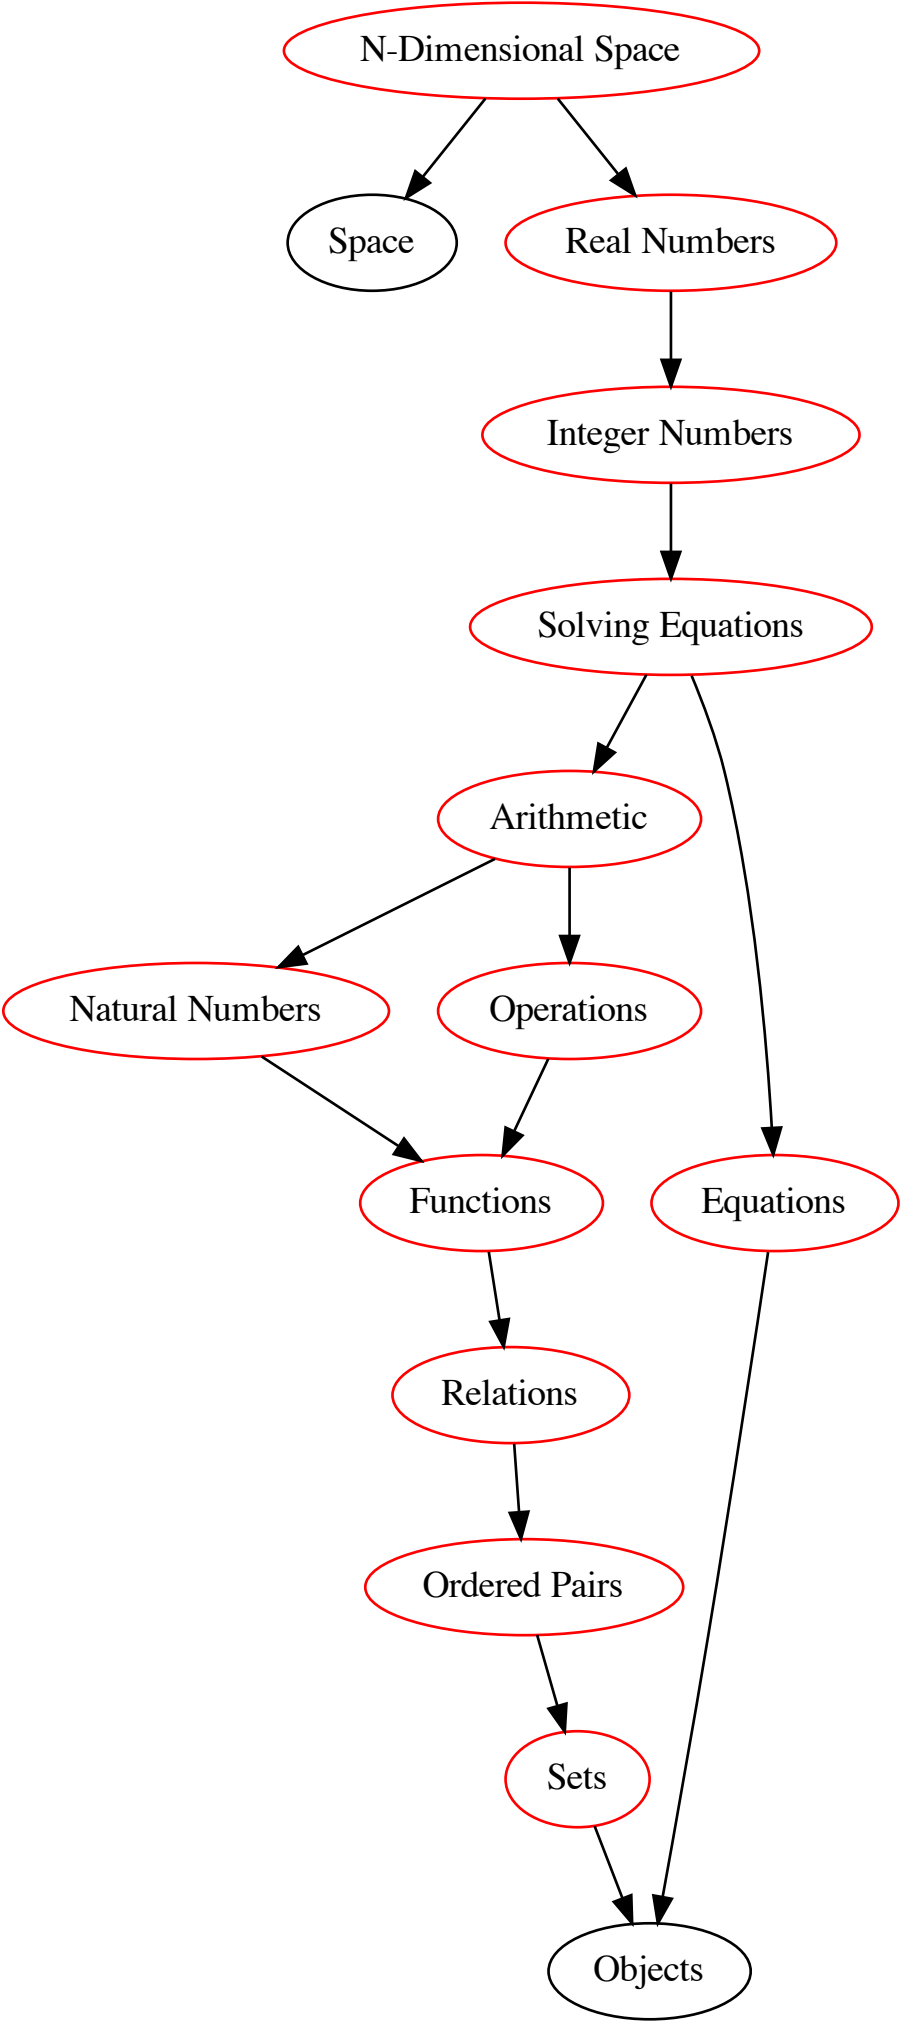 N-Dimensional Space
Space
Real Numbers
Integer Numbers
Solving Equations
Arithmetic
Natural Numbers
Operations
Functions
Equations
Relations
Ordered Pairs
Sets
Objects